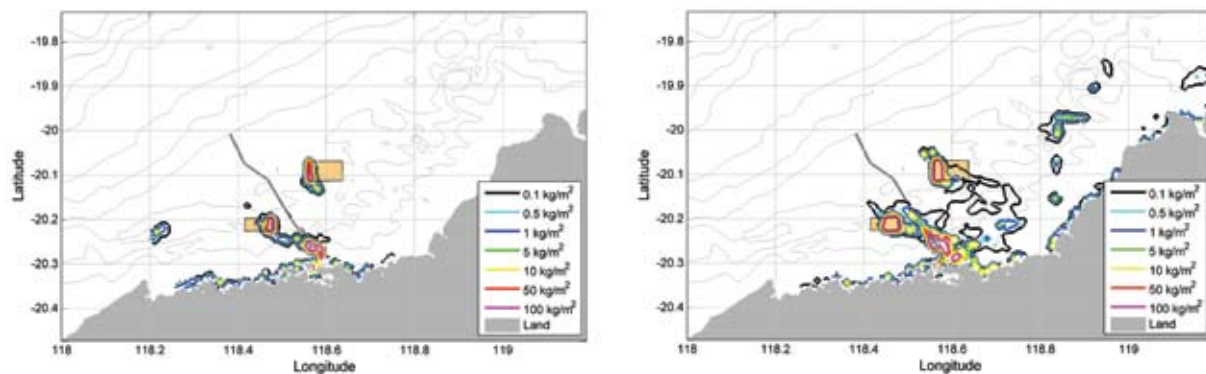 -19.8
-19.9
-20
-20.1
-20.2
-20.3
-20.4
Latitude
118
118.2
118.4
118.6
118.8
119
Longitude
0.1 kg/m²
0.5 kg/m²
1 kg/m²
5 kg/m²
10 kg/m²
50 kg/m²
100 kg/m²
Land
-19.8
-19.9
-20
-20.1
-20.2
-20.3
-20.4
Latitude
118
118.2
118.4
118.6
118.8
119
Longitude
0.1 kg/m²
0.5 kg/m²
1 kg/m²
5 kg/m²
10 kg/m²
50 kg/m²
100 kg/m²
Land